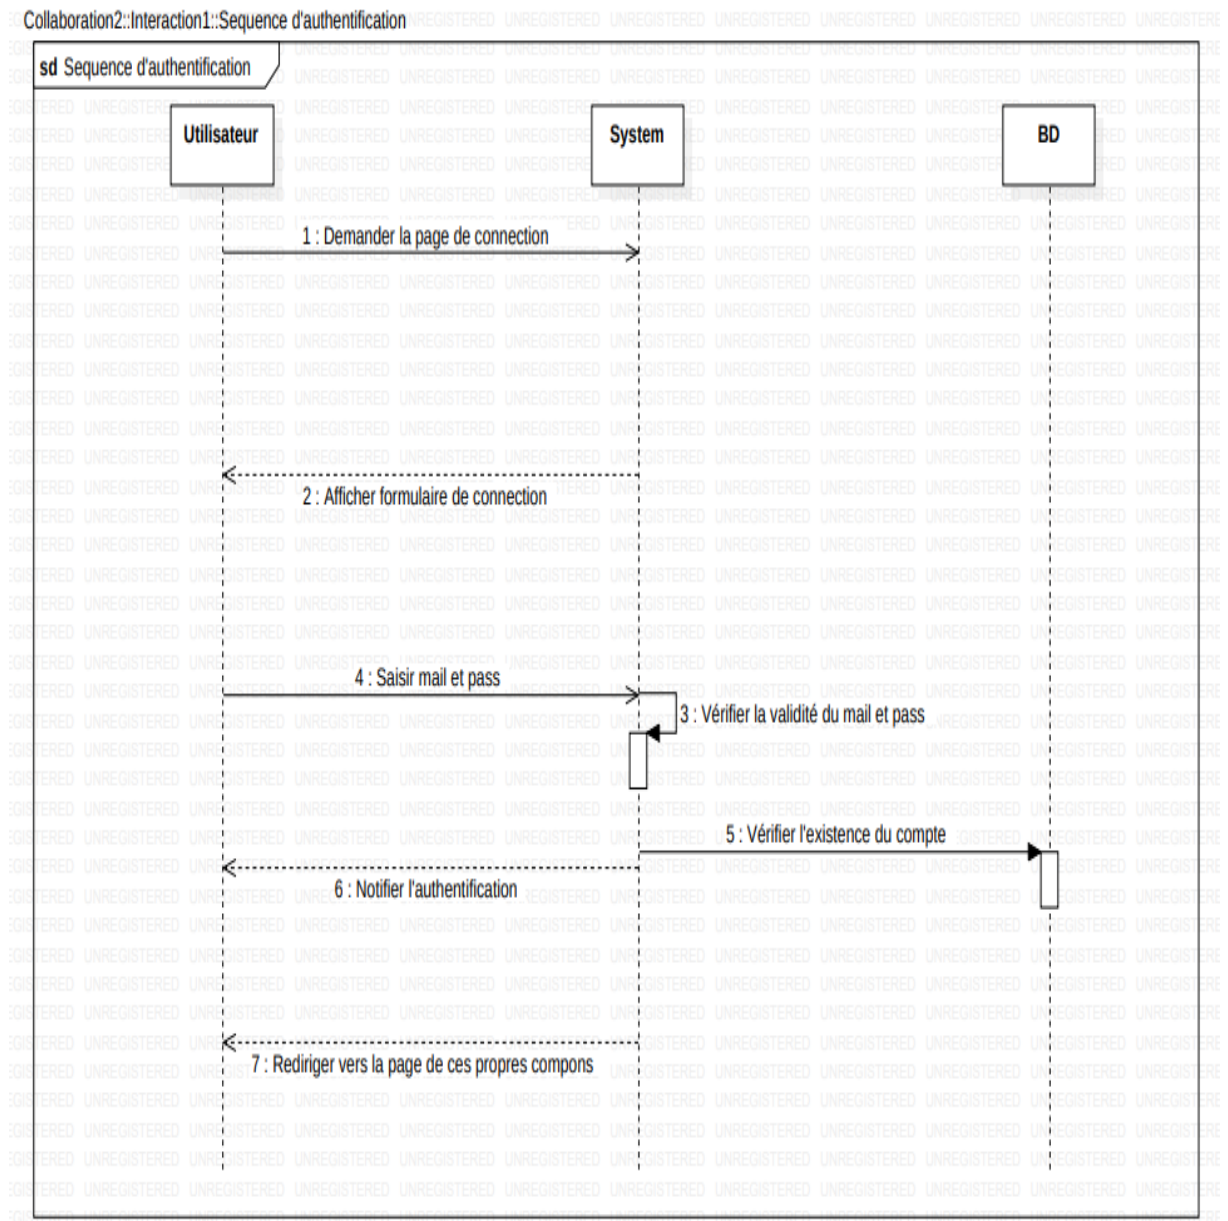 Collaboration2::Interaction1::Sequence d'authentification
sd Sequence d'authentification
Utilisateur
System
BD
1 : Demander la page de connection
2 : Afficher formulaire de connection
4 : Saisir mail et pass
3 : Vérifier la validité du mail et pass
5 : Vérifier l'existence du compte
6 : Notifier l'authentification
7 : Rediriger vers la page de ces propres compons
UNREGISTERED